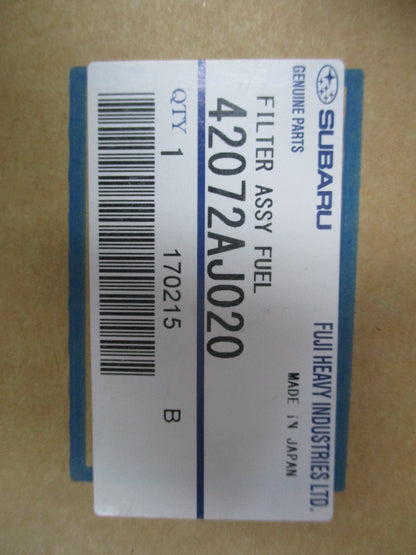 SUBARU
GENUINE PARTS
FUJI HEAVY INDUSTRIES LTD.
MADE IN JAPAN
FILTER ASSY FUEL
42072AJ020
QTY 1 170215 B